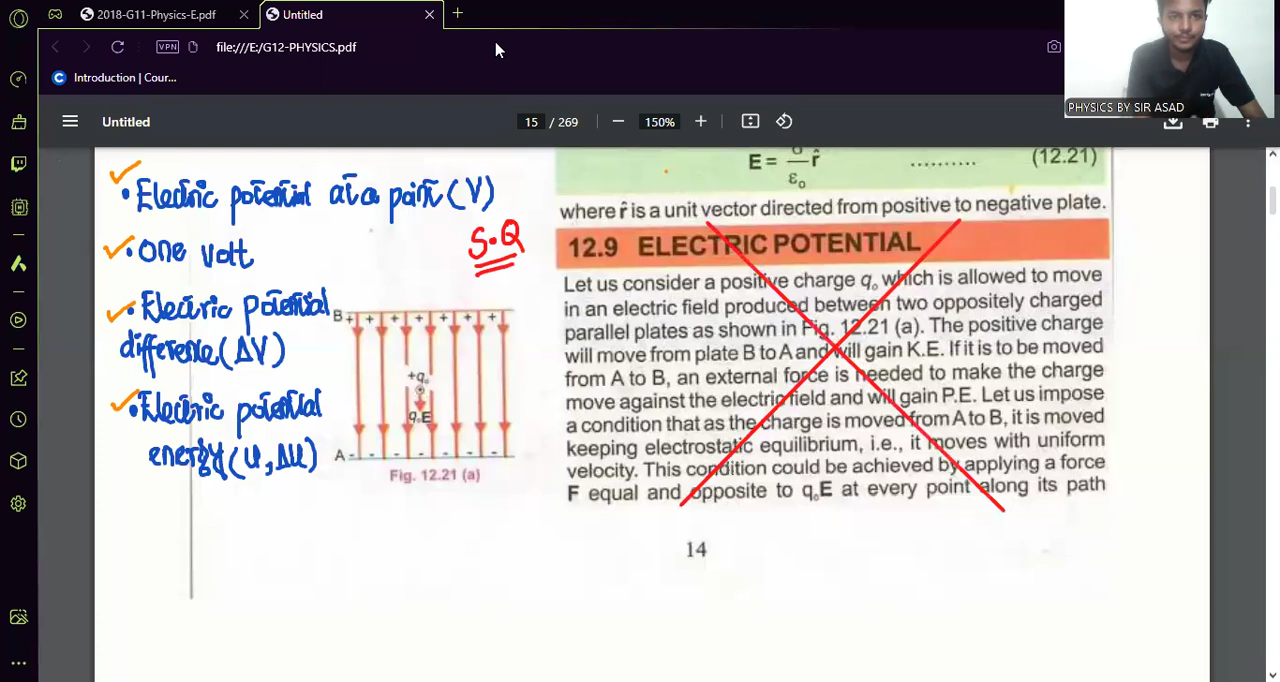 2018-G11-Physics-E.pdf
Untitled
VPN
file:///E:/G12-PHYSICS.pdf
Introduction | Cour...
PHYSICS BY SIR ASAD
Untitled
15 / 269
150%
• Electric potential at a point (V)
• One volt
S.Q
• Electric potential
difference (ΔV)
• Electric potential
energy (U, ΔU)
B
+ + + + + + +
+q₀
q₀E
A
- - - - - - -
Fig. 12.21 (a)
E = σ/ε₀ r̂ .......... (12.21)
where r̂ is a unit vector directed from positive to negative plate.
12.9 ELECTRIC POTENTIAL
Let us consider a positive charge q₀ which is allowed to move
in an electric field produced between two oppositely charged
parallel plates as shown in Fig. 12.21 (a). The positive charge
will move from plate B to A and will gain K.E. If it is to be moved
from A to B, an external force is needed to make the charge
move against the electric field and will gain P.E. Let us impose
a condition that as the charge is moved from A to B, it is moved
keeping electrostatic equilibrium, i.e., it moves with uniform
velocity. This condition could be achieved by applying a force
F equal and opposite to q₀E at every point along its path
14